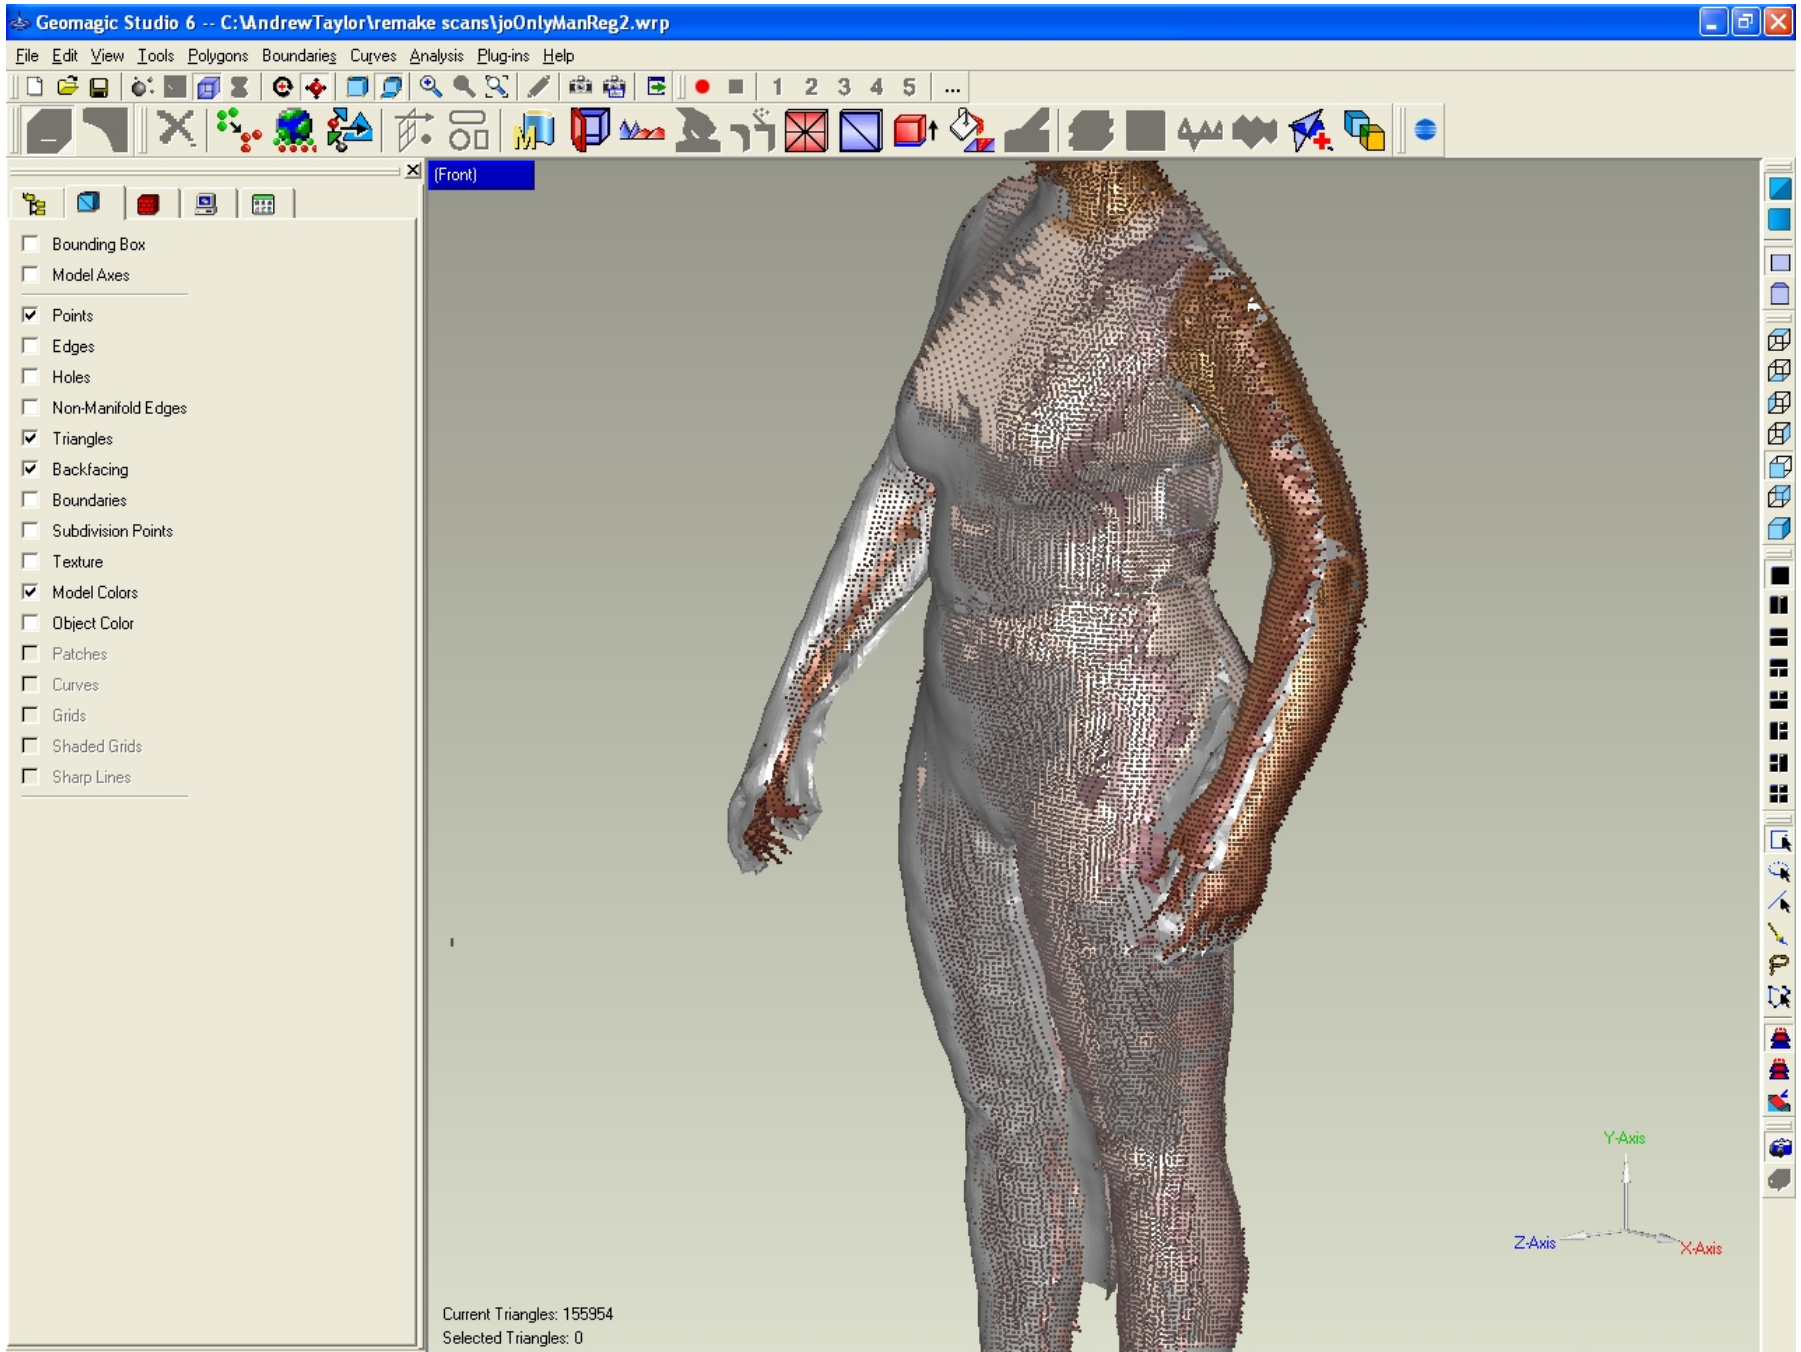 Geomagic Studio 6 -- C:\AndrewTaylor\remake scans\joOnlyManReg2.wrp
File Edit View Tools Polygons Boundaries Curves Analysis Plug-ins Help
1 2 3 4 5 ...
M
(Front)
Bounding Box
Model Axes
Points
Edges
Holes
Non-Manifold Edges
Triangles
Backfacing
Boundaries
Subdivision Points
Texture
Model Colors
Object Color
Patches
Curves
Grids
Shaded Grids
Sharp Lines
Y-Axis
Z-Axis
X-Axis
Current Triangles: 155954
Selected Triangles: 0